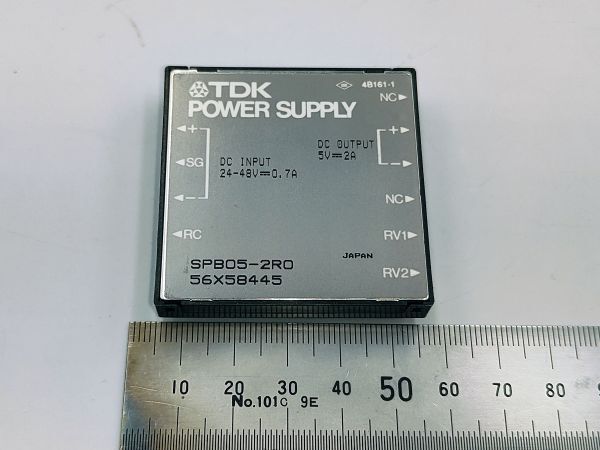 TDK
POWER SUPPLY
4B161-1
NC▶
◀+
◀SG
◀-
◀RC
DC INPUT
24-48V⎓0.7A
DC OUTPUT
5V⎓2A
+▶
-▶
NC▶
RV1▶
RV2▶
JAPAN
SPB05-2R0
56X58445
10 20 30 40 50 60 70 80
No.101C 9E